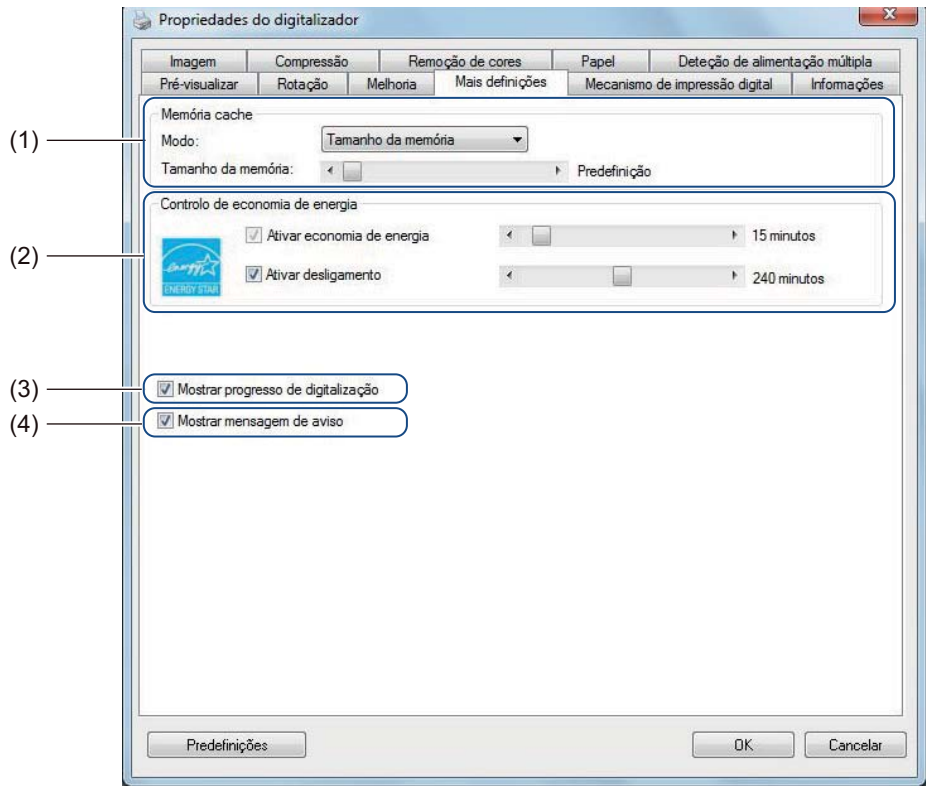 Propriedades do digitalizador
Imagem Compressão Remoção de cores Papel Deteção de alimentação múltipla
Pré-visualizar Rotação Melhoria Mais definições Mecanismo de impressão digital Informações
Memória cache
(1)
Modo: Tamanho da memória
Tamanho da memória: Predefinição
Controlo de economia de energia
Ativar economia de energia 15 minutos
(2)
energy
ENERGY STAR
Ativar desligamento 240 minutos
(3) Mostrar progresso de digitalização
(4) Mostrar mensagem de aviso
Predefinições OK Cancelar